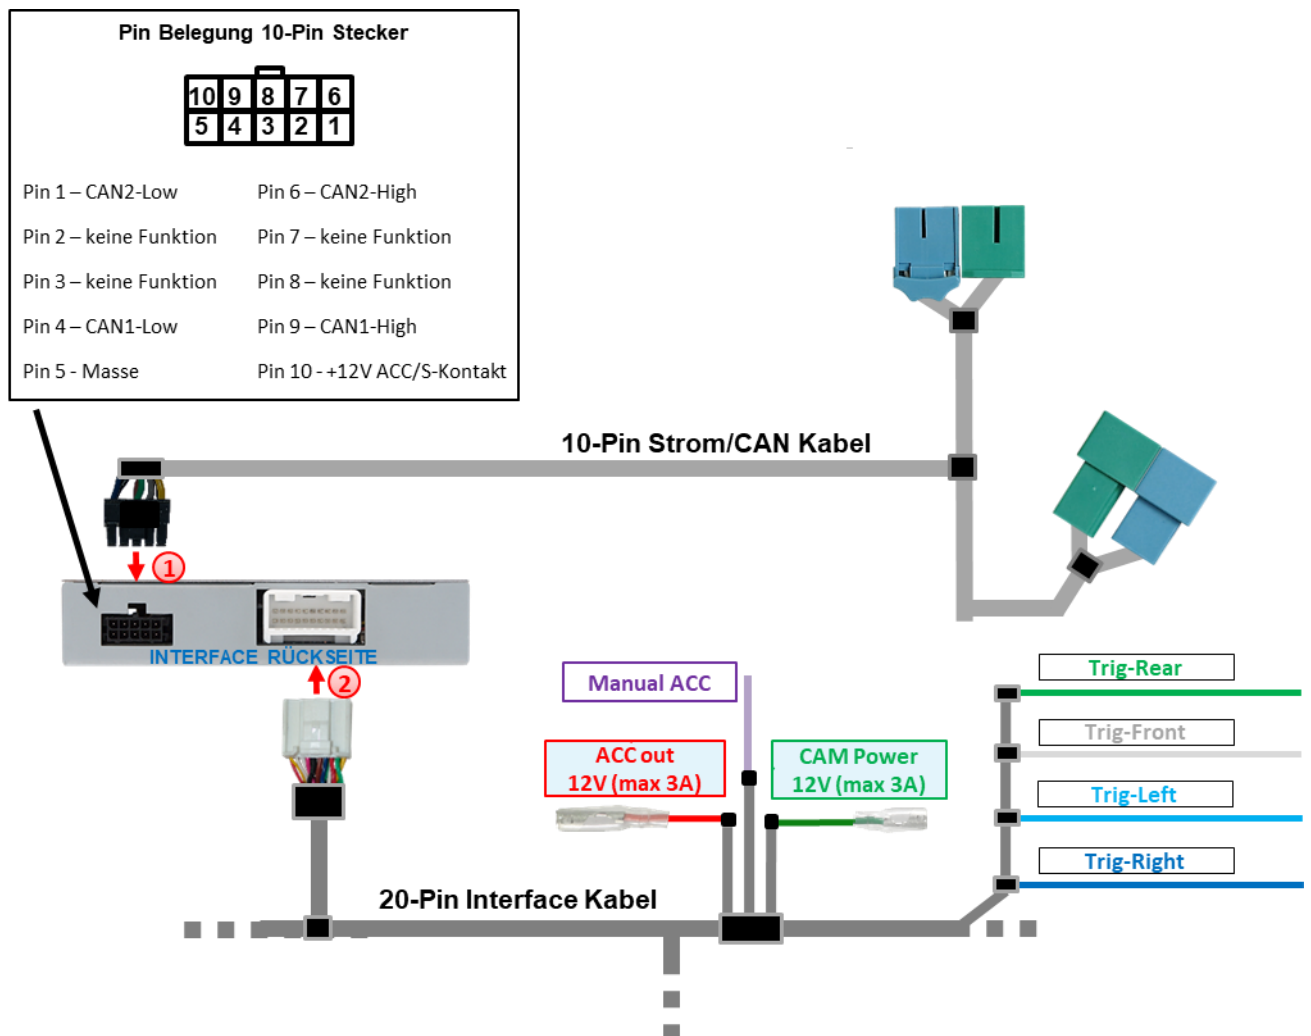 Pin Belegung 10-Pin Stecker
10 9 8 7 6
5 4 3 2 1
Pin 1 – CAN2-Low
Pin 6 – CAN2-High
Pin 2 – keine Funktion
Pin 7 – keine Funktion
Pin 3 – keine Funktion
Pin 8 – keine Funktion
Pin 4 – CAN1-Low
Pin 9 – CAN1-High
Pin 5 - Masse
Pin 10 - +12V ACC/S-Kontakt
10-Pin Strom/CAN Kabel
1
INTERFACE RÜCKSEITE
2
Manual ACC
ACC out
12V (max 3A)
CAM Power
12V (max 3A)
Trig-Rear
Trig-Front
Trig-Left
Trig-Right
20-Pin Interface Kabel